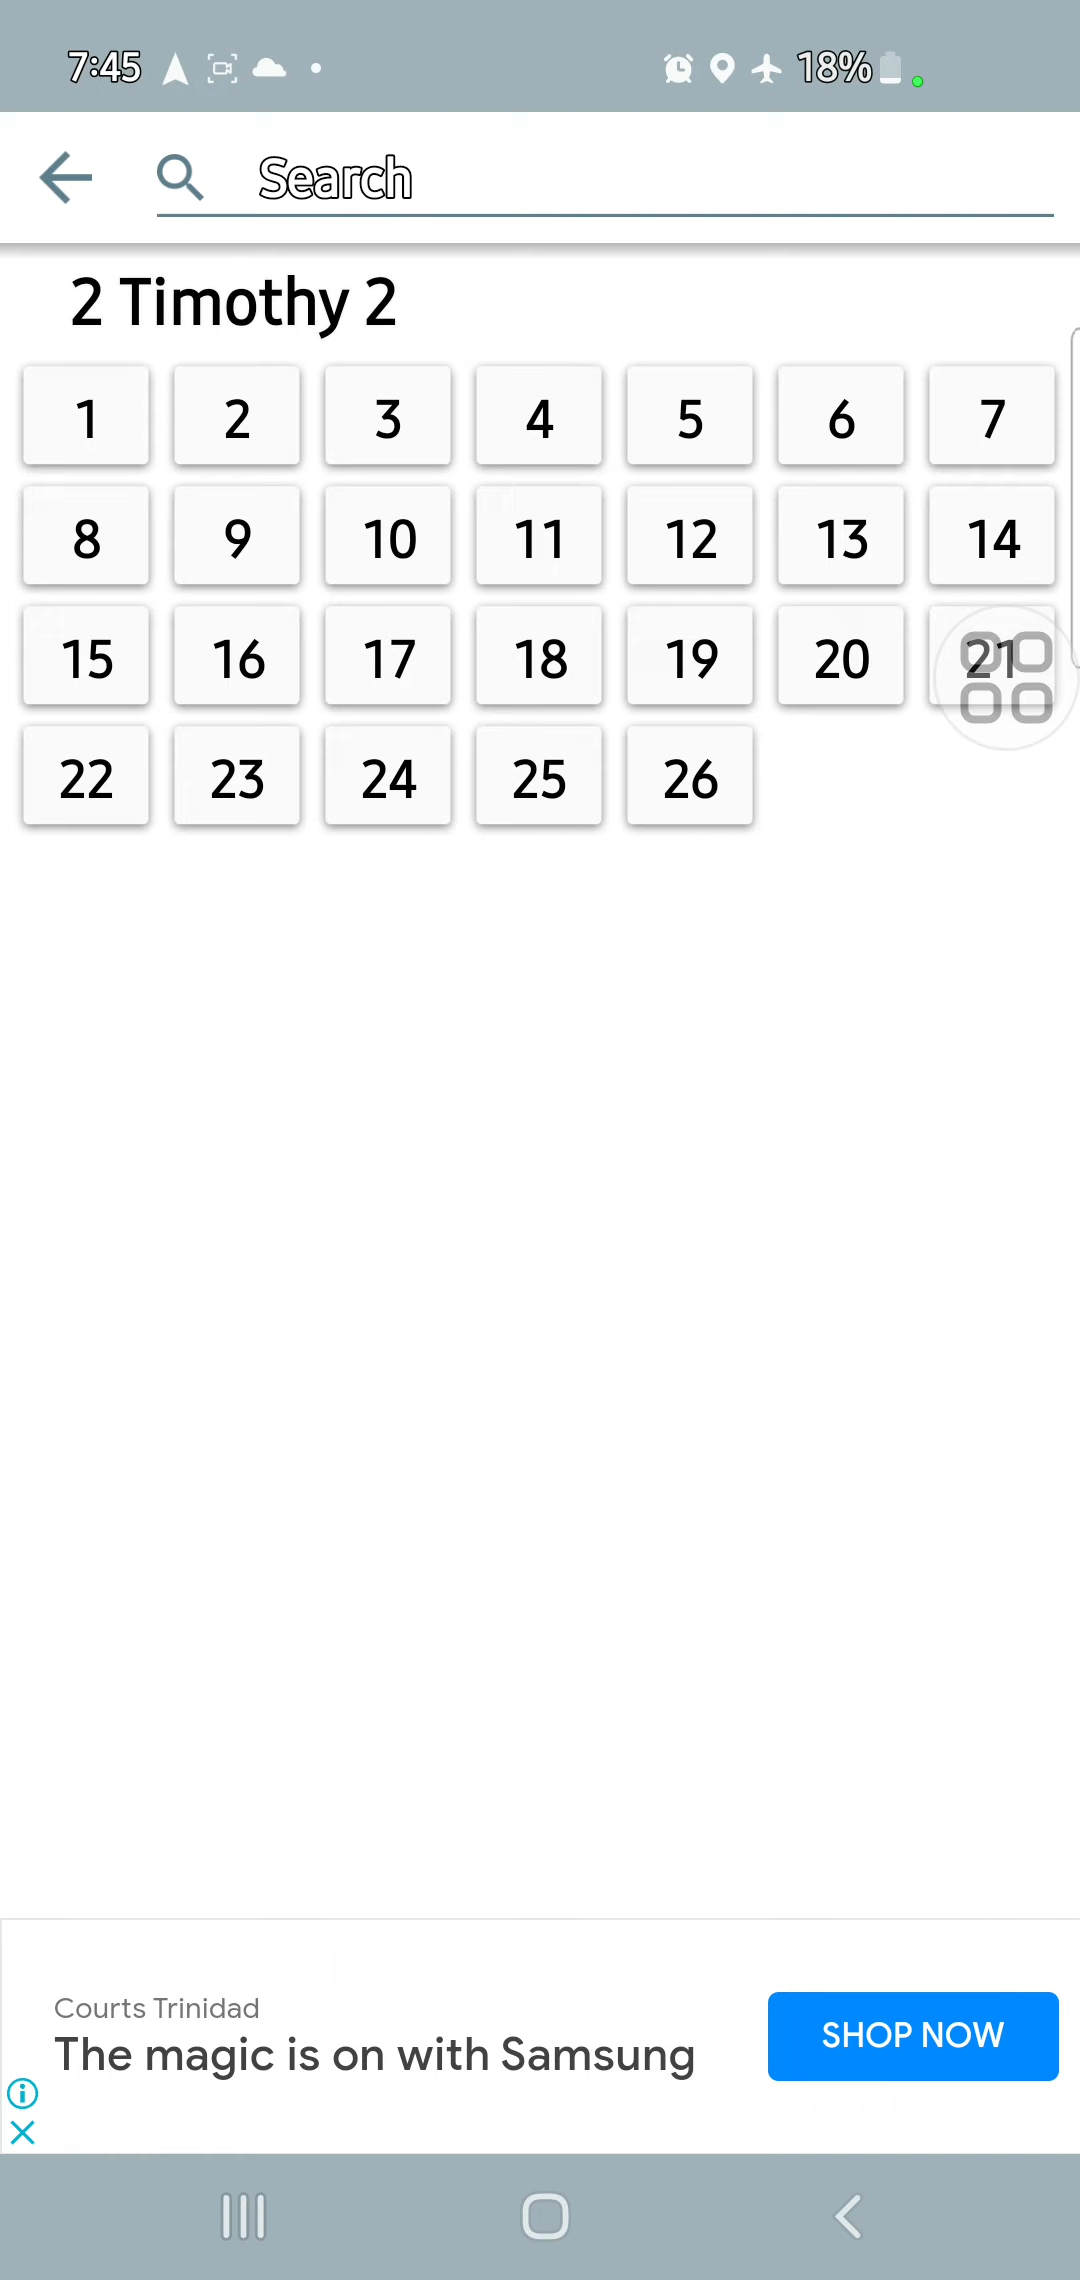 7:45 18%
Search
2 Timothy 2
1 2 3 4 5 6 7
8 9 10 11 12 13 14
15 16 17 18 19 20 21
22 23 24 25 26
Courts Trinidad
The magic is on with Samsung
SHOP NOW